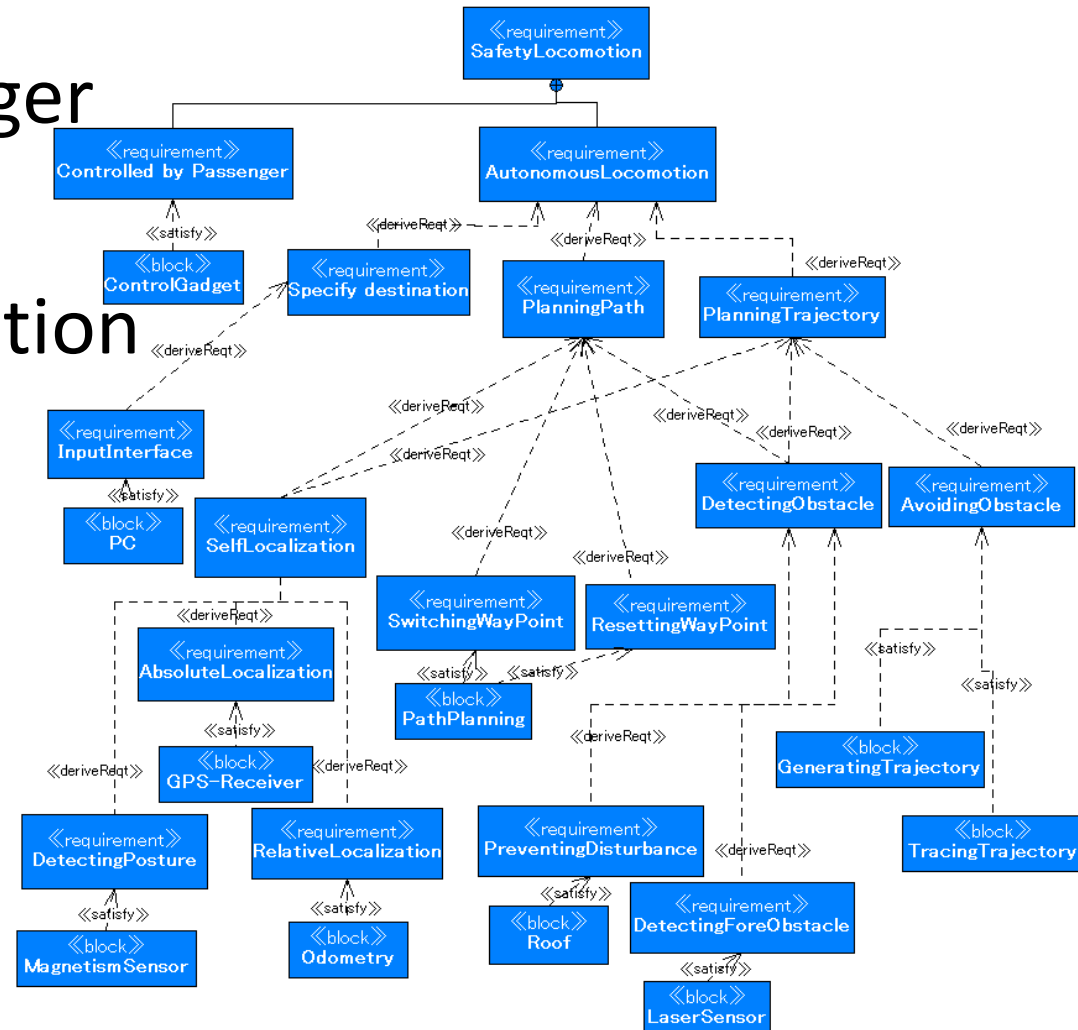 ≪requirement≫
SafetyLocomotion
ger
≪requirement≫
Controlled by Passenger
≪requirement≫
AutonomousLocomotion
≪satisfy≫
≪deriveReqt≫
≪deriveReqt≫
≪deriveReqt≫
≪block≫
ControlGadget
≪requirement≫
Specify destination
≪requirement≫
PlanningPath
≪requirement≫
PlanningTrajectory
tion
≪deriveReqt≫
≪deriveReqt≫
≪deriveReqt≫
≪deriveReqt≫
≪deriveReqt≫
≪deriveReqt≫
≪requirement≫
InputInterface
≪satisfy≫
≪block≫
PC
≪requirement≫
SelfLocalization
≪requirement≫
DetectingObstacle
≪requirement≫
AvoidingObstacle
≪deriveReqt≫
≪deriveReqt≫
≪requirement≫
SwitchingWayPoint
≪requirement≫
ResettingWayPoint
≪deriveReqt≫
≪requirement≫
AbsoluteLocalization
≪satisfy≫
≪satisfy≫
≪block≫
PathPlanning
≪satisfy≫
≪satisfy≫
≪satisfy≫
≪block≫
GPS-Receiver
≪deriveReqt≫
≪deriveReqt≫
≪deriveReqt≫
≪block≫
GeneratingTrajectory
≪requirement≫
DetectingPosture
≪requirement≫
RelativeLocalization
≪requirement≫
PreventingDisturbance
≪deriveReqt≫
≪block≫
TracingTrajectory
≪satisfy≫
≪satisfy≫
≪satisfy≫
≪block≫
MagnetismSensor
≪block≫
Odometry
≪block≫
Roof
≪requirement≫
DetectingForeObstacle
≪satisfy≫
≪block≫
LaserSensor